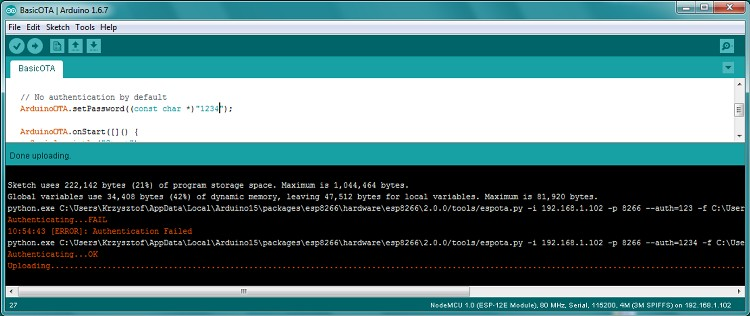 BasicOTA | Arduino 1.6.7
File Edit Sketch Tools Help
BasicOTA
// No authentication by default
ArduinoOTA.setPassword((const char *)"1234");
ArduinoOTA.onStart([]() {
Done uploading.
Sketch uses 222,142 bytes (21%) of program storage space. Maximum is 1,044,464 bytes.
Global variables use 34,408 bytes (42%) of dynamic memory, leaving 47,512 bytes for local variables. Maximum is 81,920 bytes.
python.exe C:\Users\Krzysztof\AppData\Local\Arduino15\packages\esp8266\hardware\esp8266\2.0.0/tools/espota.py -i 192.168.1.102 -p 8266 --auth=123 -f C:\User
Authenticating...FAIL
10:54:43 [ERROR]: Authentication Failed
python.exe C:\Users\Krzysztof\AppData\Local\Arduino15\packages\esp8266\hardware\esp8266\2.0.0/tools/espota.py -i 192.168.1.102 -p 8266 --auth=1234 -f C:\Use
Authenticating...OK
Uploading................................................................................................................
27
NodeMCU 1.0 (ESP-12E Module), 80 MHz, Serial, 115200, 4M (3M SPIFFS) on 192.168.1.102